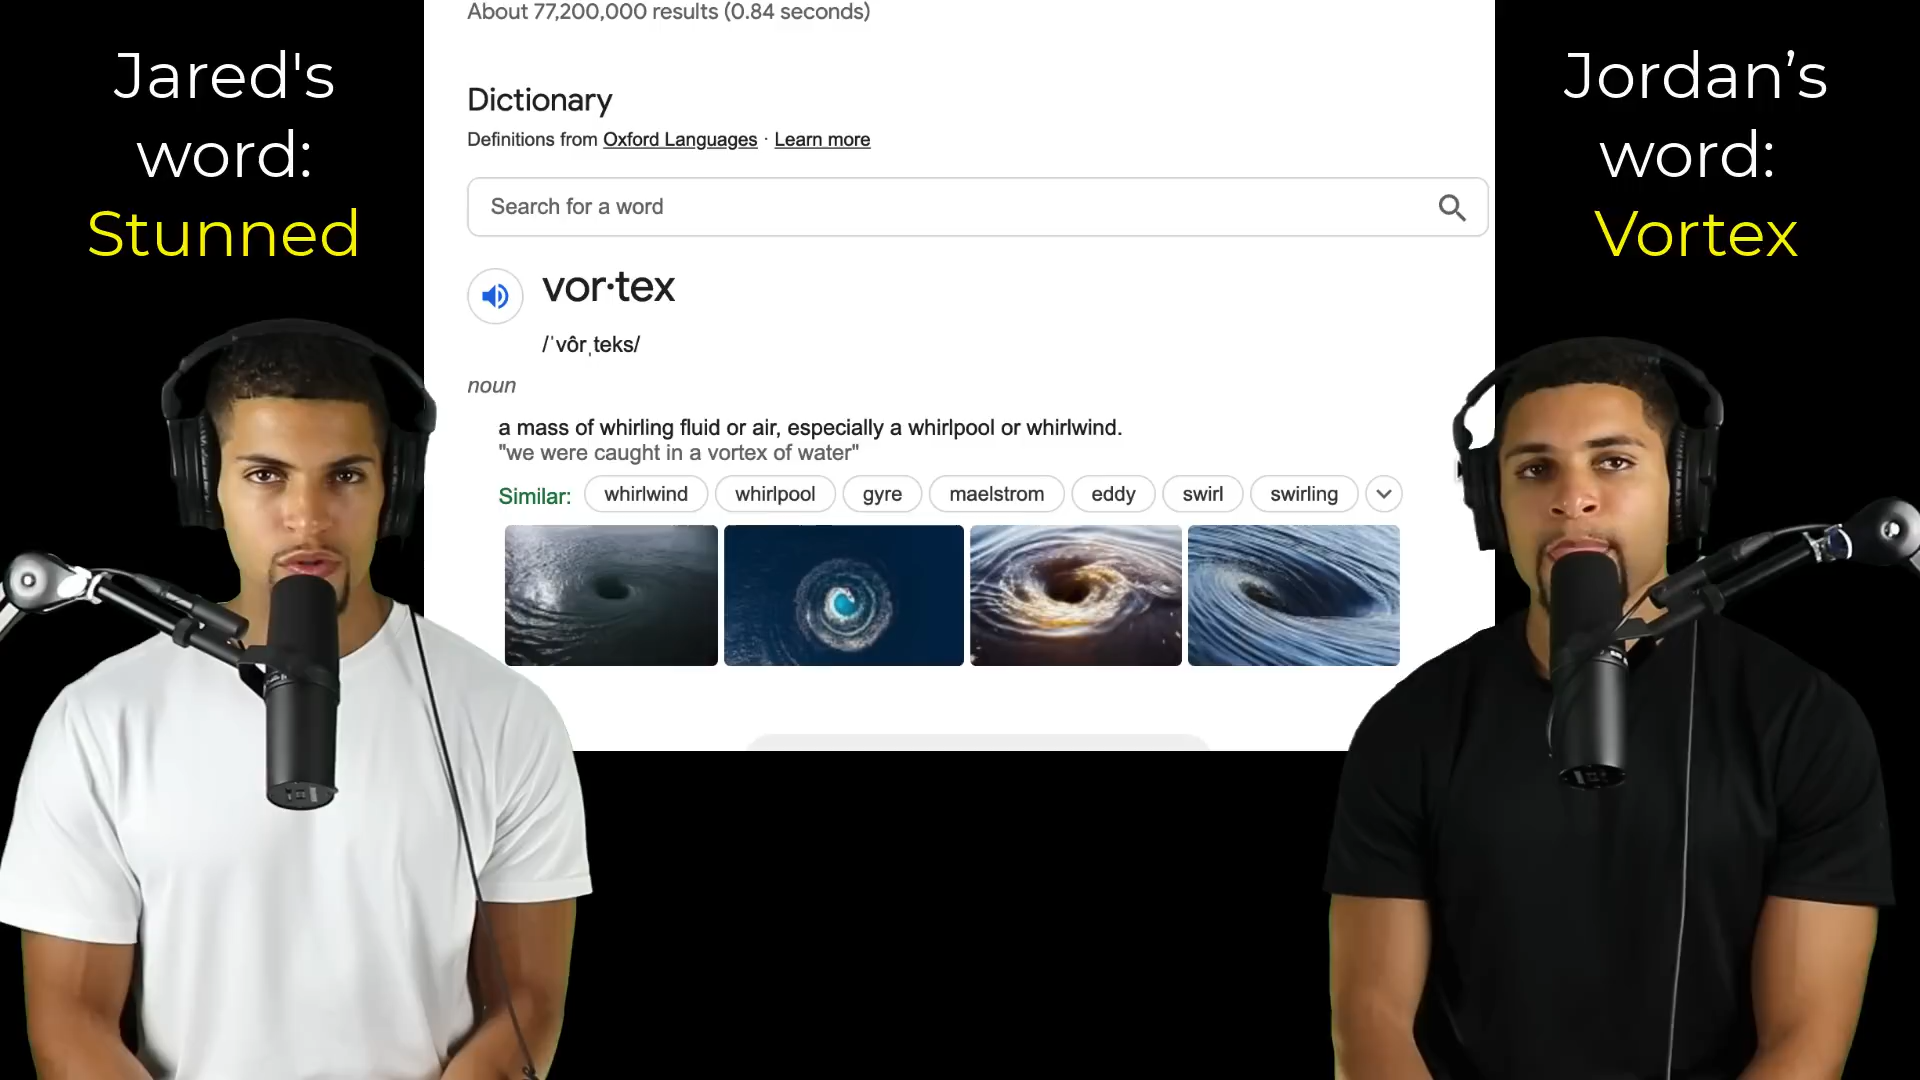 Jared's
word:
Stunned
About 77,200,000 results (0.84 seconds)
Dictionary
Definitions from Oxford Languages · Learn more
Search for a word
vor·tex
/ˈvôrˌteks/
noun
a mass of whirling fluid or air, especially a whirlpool or whirlwind.
"we were caught in a vortex of water"
Similar: whirlwind whirlpool gyre maelstrom eddy swirl swirling
Jordan’s
word:
Vortex